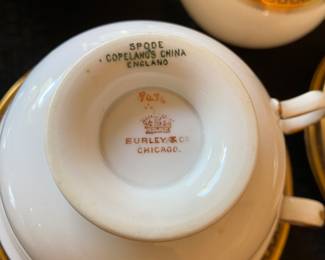 SPODE
COPELAND'S CHINA
ENGLAND
BURLEY & CO
CHICAGO.